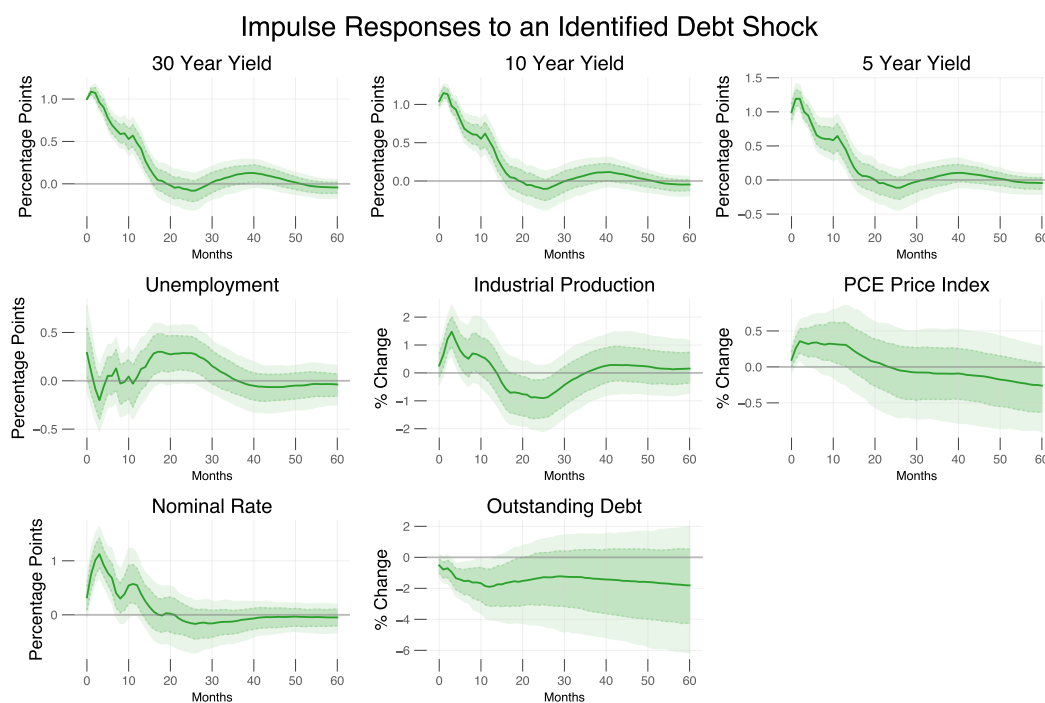 Impulse Responses to an Identified Debt Shock
30 Year Yield
Percentage Points
1.0
0.5
0.0
0 10 20 30 40 50 60
Months
10 Year Yield
Percentage Points
1.0
0.5
0.0
0 10 20 30 40 50 60
Months
5 Year Yield
Percentage Points
1.5
1.0
0.5
0.0
−0.5
0 10 20 30 40 50 60
Months
Unemployment
Percentage Points
0.5
0.0
−0.5
0 10 20 30 40 50 60
Months
Industrial Production
% Change
2
1
0
−1
−2
0 10 20 30 40 50 60
Months
PCE Price Index
% Change
0.5
0.0
−0.5
0 10 20 30 40 50 60
Months
Nominal Rate
Percentage Points
1
0
0 10 20 30 40 50 60
Months
Outstanding Debt
% Change
2
0
−2
−4
−6
0 10 20 30 40 50 60
Months